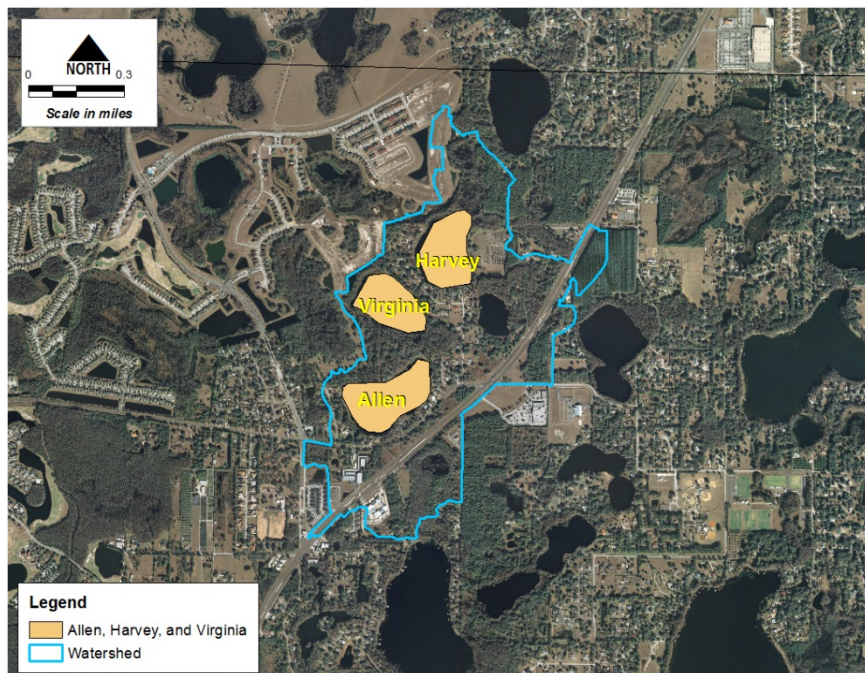 NORTH
0 0.3
Scale in miles
Harvey
Virginia
Allen
Legend
Allen, Harvey, and Virginia
Watershed